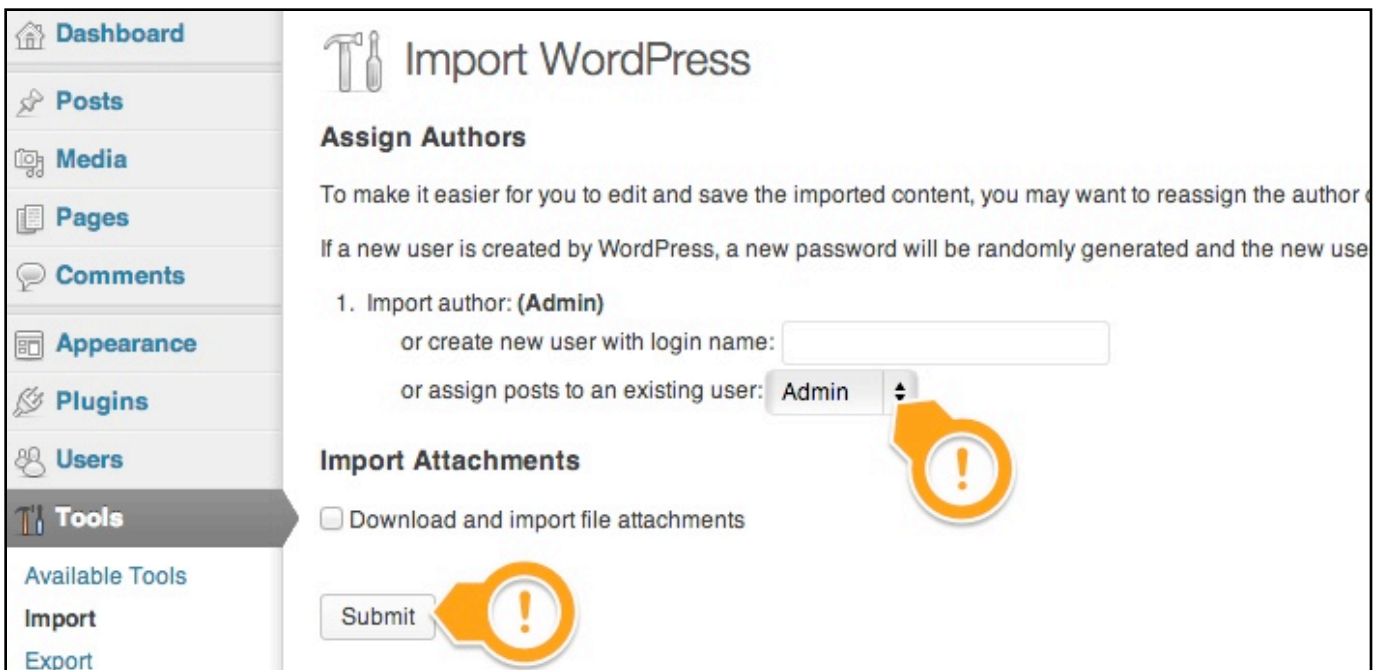 Dashboard
Posts
Media
Pages
Comments
Appearance
Plugins
Users
Tools
Available Tools
Import
Export
Import WordPress
Assign Authors
To make it easier for you to edit and save the imported content, you may want to reassign the author
If a new user is created by WordPress, a new password will be randomly generated and the new use
1. Import author: (Admin)
or create new user with login name:
or assign posts to an existing user: Admin
!
Import Attachments
Download and import file attachments
Submit
!